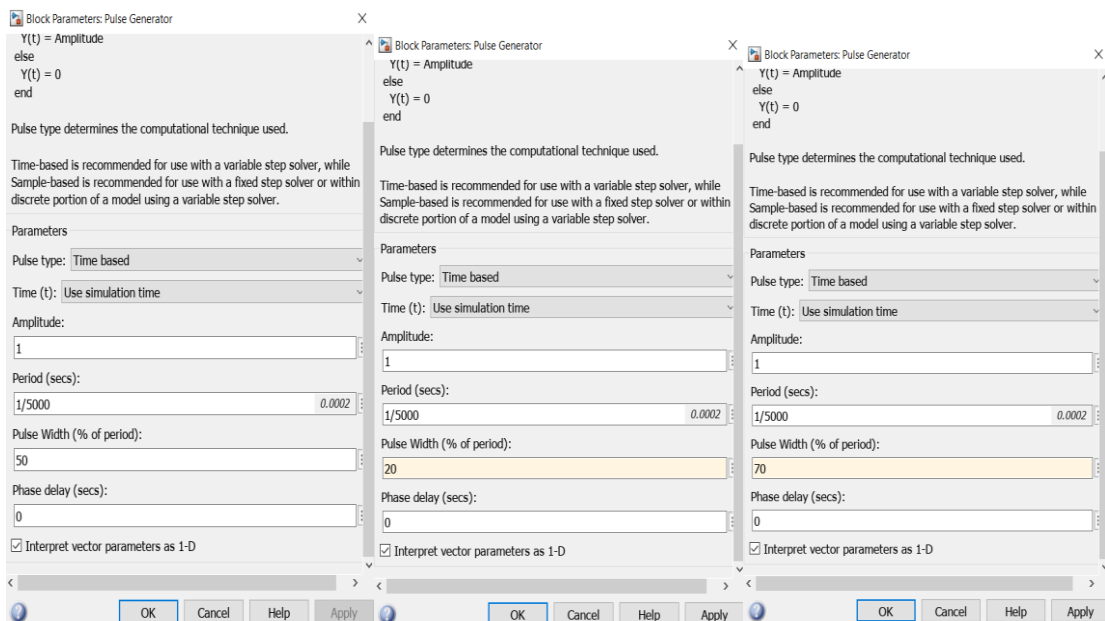 Block Parameters: Pulse Generator
Y(t) = Amplitude
else
Y(t) = 0
end
Pulse type determines the computational technique used.
Time-based is recommended for use with a variable step solver, while
Sample-based is recommended for use with a fixed step solver or within
discrete portion of a model using a variable step solver.
Parameters
Pulse type: Time based
Time (t): Use simulation time
Amplitude:
1
Period (secs):
1/5000 0.0002
Pulse Width (% of period):
50
Phase delay (secs):
0
Interpret vector parameters as 1-D
OK Cancel Help Apply
Block Parameters: Pulse Generator
Y(t) = Amplitude
else
Y(t) = 0
end
Pulse type determines the computational technique used.
Time-based is recommended for use with a variable step solver, while
Sample-based is recommended for use with a fixed step solver or within
discrete portion of a model using a variable step solver.
Parameters
Pulse type: Time based
Time (t): Use simulation time
Amplitude:
1
Period (secs):
1/5000 0.0002
Pulse Width (% of period):
20
Phase delay (secs):
0
Interpret vector parameters as 1-D
OK Cancel Help Apply
Block Parameters: Pulse Generator
Y(t) = Amplitude
else
Y(t) = 0
end
Pulse type determines the computational technique used.
Time-based is recommended for use with a variable step solver, while
Sample-based is recommended for use with a fixed step solver or within
discrete portion of a model using a variable step solver.
Parameters
Pulse type: Time based
Time (t): Use simulation time
Amplitude:
1
Period (secs):
1/5000 0.0002
Pulse Width (% of period):
70
Phase delay (secs):
0
Interpret vector parameters as 1-D
OK Cancel Help Apply